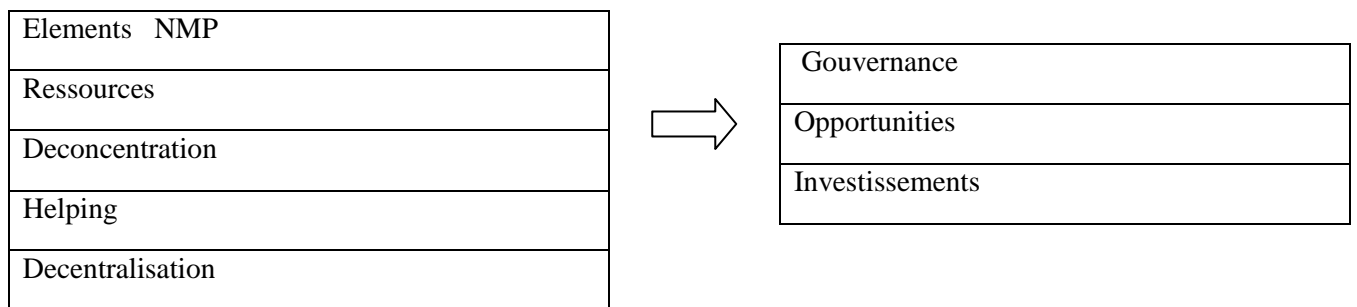 Elements NMP
Ressources
Deconcentration
Helping
Decentralisation
Gouvernance
Opportunities
Investissements